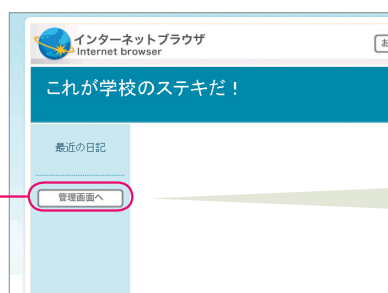 インターネットブラウザ
Internet browser
お
これが学校のステキだ！
最近の日記
管理画面へ